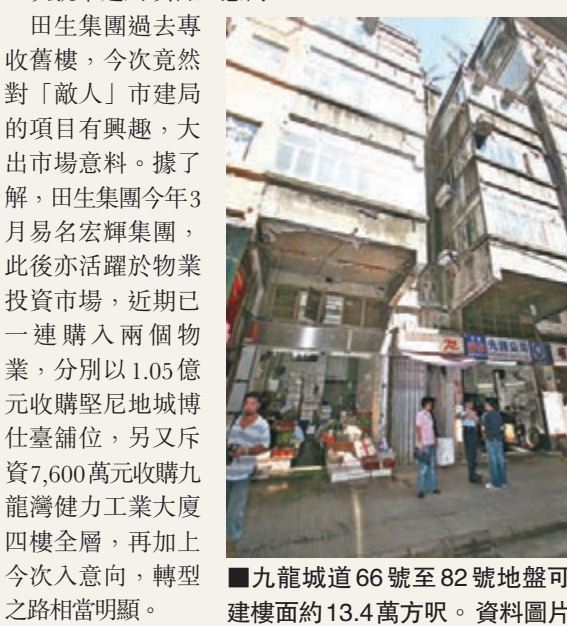 田生集團過去專
收舊樓，今次竟然
對「敵人」市建局
的項目有興趣，大
出市場意料。據了
解，田生集團今年3
月易名宏輝集團，
此後亦活躍於物業
投資市場，近期已
一連購入兩個物
業，分別以1.05億
元收購堅尼地城博
仕臺舖位，另又斥
資7,600萬元收購九
龍灣健力工業大廈
四樓全層，再加上
今次入意向，轉型
之路相當明顯。
■九龍城道66號至82號地盤可
建樓面約13.4萬方呎。 資料圖片